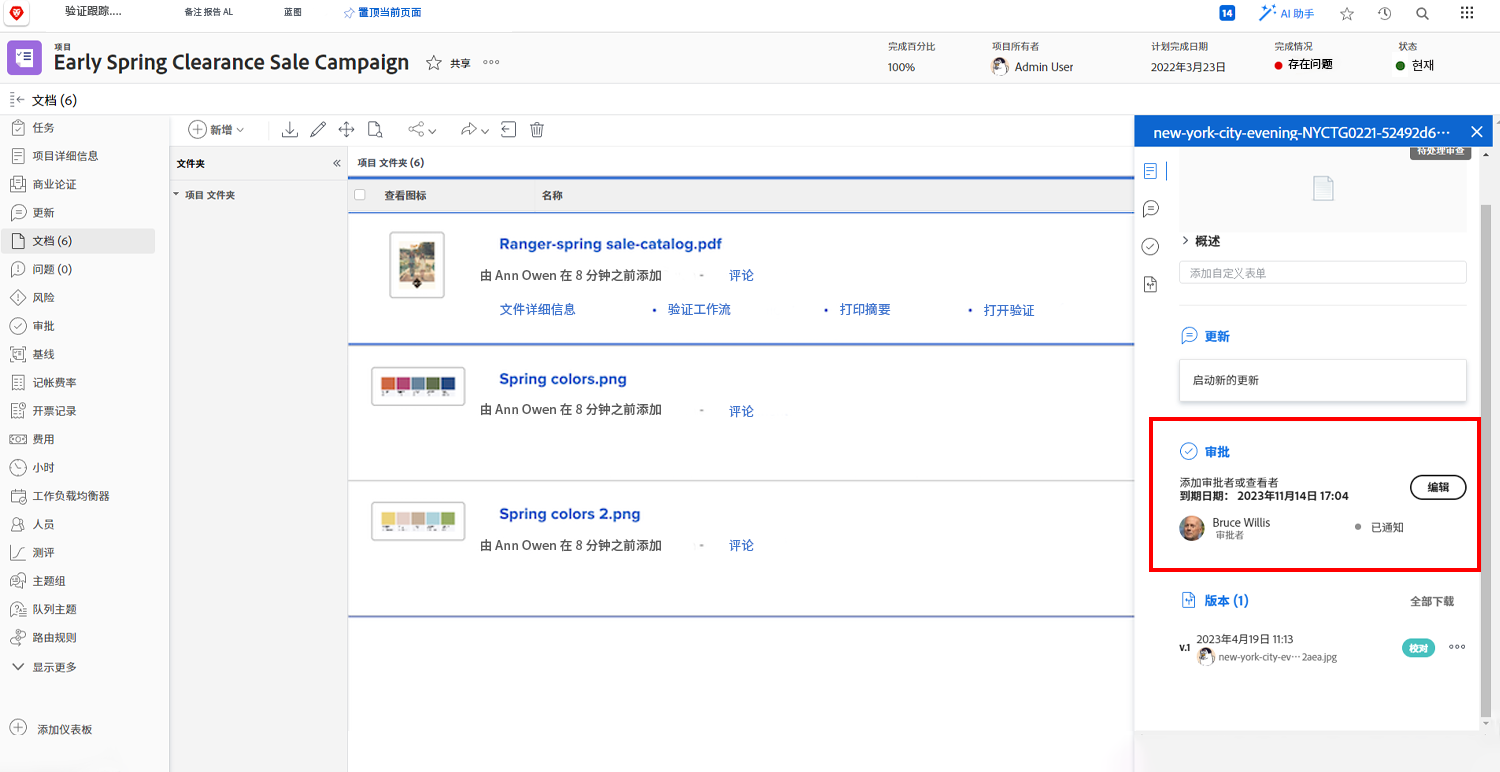 验证跟踪....
备注 报告 AL
蓝图
置顶当前页面
14
AI 助手
项目
Early Spring Clearance Sale Campaign
共享
完成百分比
100%
项目所有者
Admin User
计划完成日期
2022年3月23日
完成情况
存在问题
状态
현재
文档 (6)
任务
项目详细信息
商业论证
更新
文档 (6)
问题 (0)
风险
审批
基线
记帐费率
开票记录
费用
小时
工作负载均衡器
人员
测评
主题组
队列主题
路由规则
显示更多
添加仪表板
新增
文件夹
项目 文件夹
项目 文件夹 (6)
查看图标
名称
Ranger-spring sale-catalog.pdf
由 Ann Owen 在 8 分钟之前添加 - 评论
文件详细信息 • 验证工作流 • 打印摘要 • 打开验证
Spring colors.png
由 Ann Owen 在 8 分钟之前添加 - 评论
Spring colors 2.png
由 Ann Owen 在 8 分钟之前添加 - 评论
new-york-city-evening-NYCTG0221-52492d6···
待处理审查
概述
添加自定义表单
更新
启动新的更新
审批
添加审批者或查看者
到期日期: 2023年11月14日 17:04
编辑
Bruce Willis
审批者
已通知
版本 (1)
全部下载
v.1
2023年4月19日 11:13
new-york-city-ev···2aea.jpg
校对